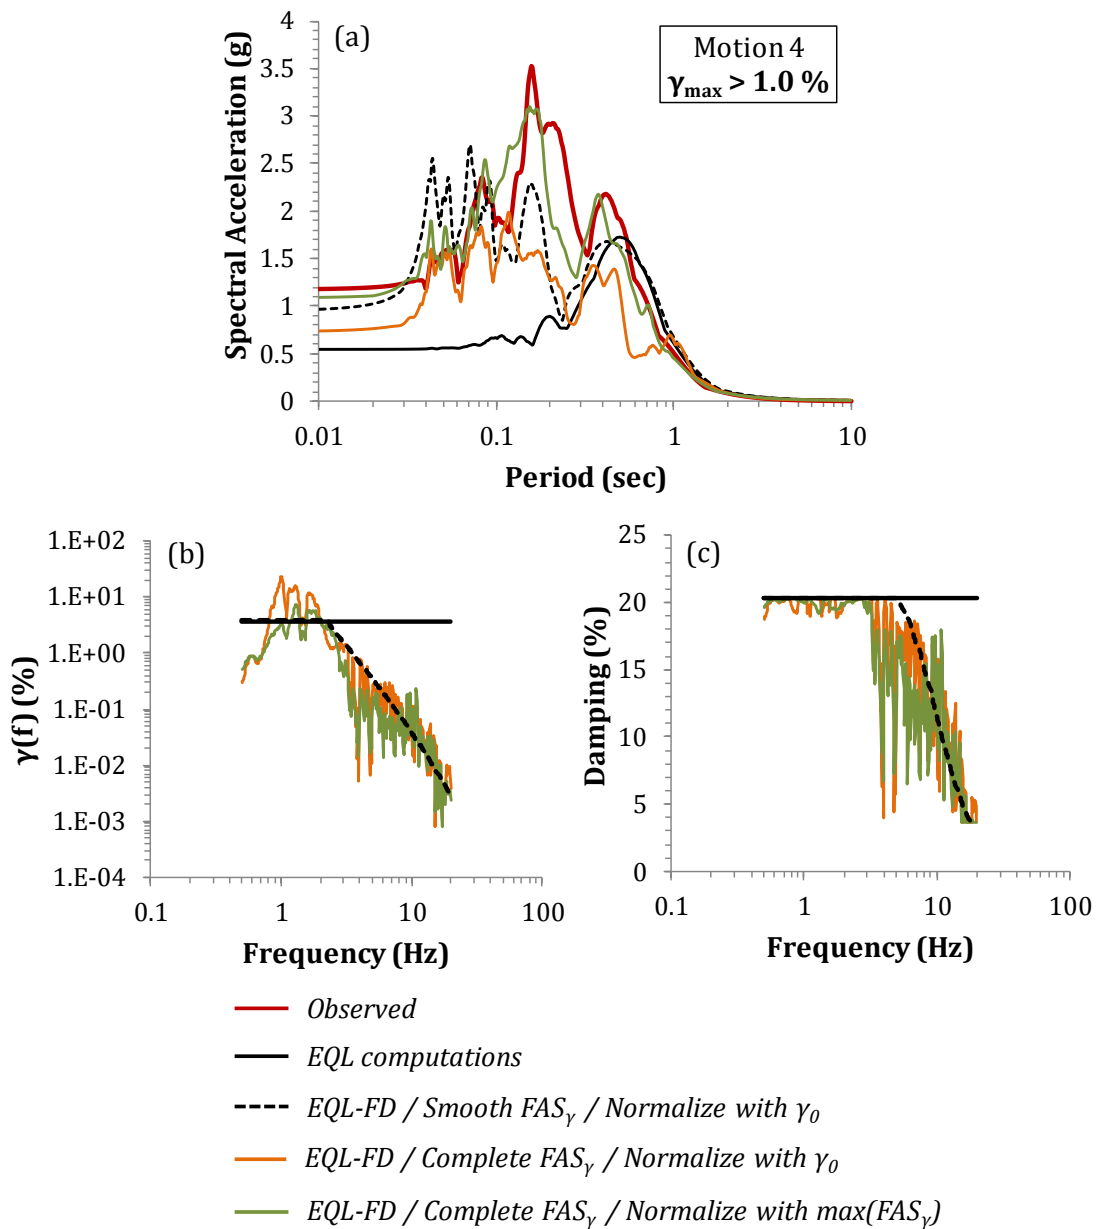 (a)
Motion 4
γmax > 1.0 %
Spectral Acceleration (g)
4
3.5
3
2.5
2
1.5
1
0.5
0
0.01
0.1
1
10
Period (sec)
(b)
γ(f) (%)
1.E+02
1.E+01
1.E+00
1.E-01
1.E-02
1.E-03
1.E-04
0.1
1
10
100
Frequency (Hz)
(c)
Damping (%)
25
20
15
10
5
0
0.1
1
10
100
Frequency (Hz)
Observed
EQL computations
EQL-FD / Smooth FASγ / Normalize with γ0
EQL-FD / Complete FASγ / Normalize with γ0
EQL-FD / Complete FASγ / Normalize with max(FASγ)